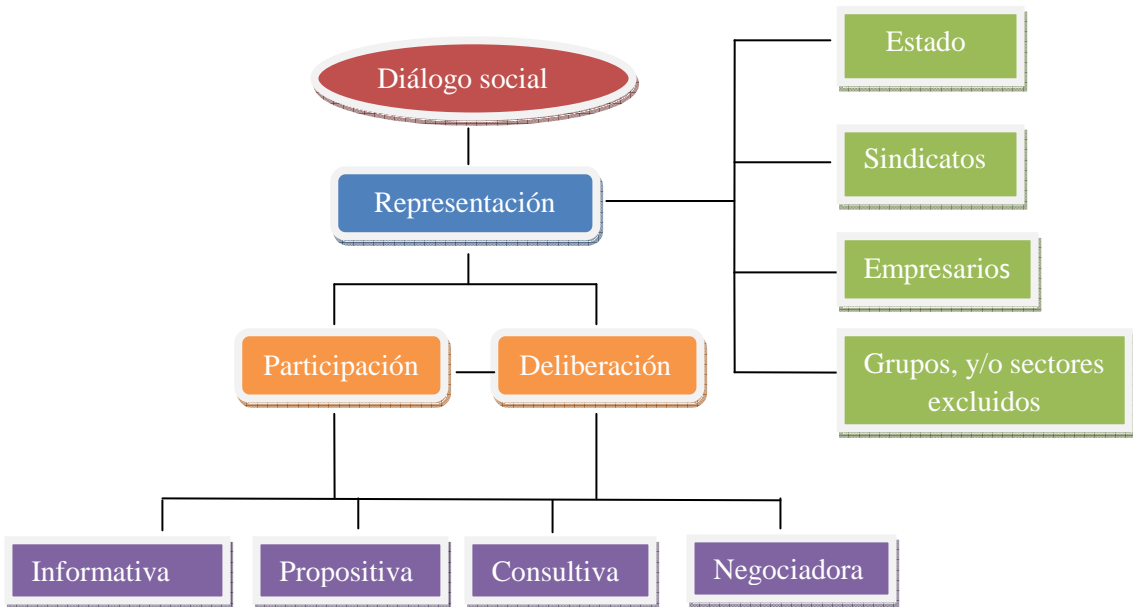 Estado
Diálogo social
Sindicatos
Representación
Empresarios
Participación
Deliberación
Grupos, y/o sectores
excluidos
Informativa
Propositiva
Consultiva
Negociadora